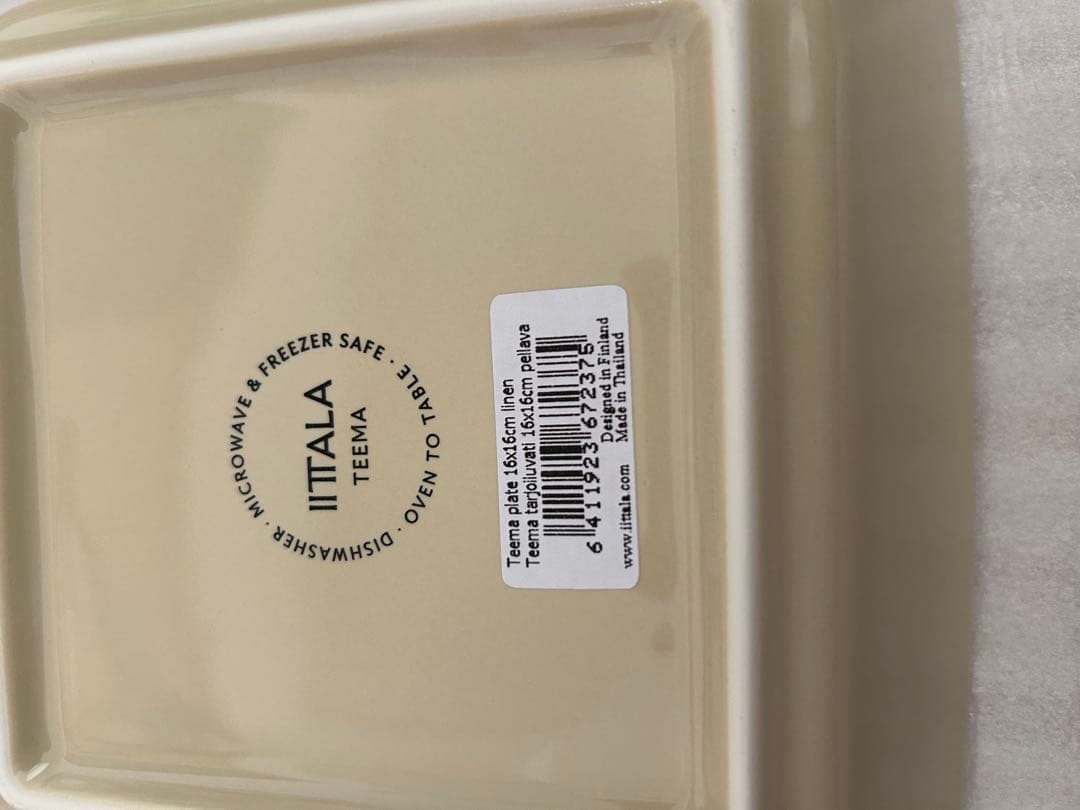 · MICROWAVE & FREEZER SAFE · OVEN TO TABLE · DISHWASHER
IITTALA
TEEMA
Teema plate 16x16cm linen
Teema tarjoiluvati 16x16cm pellava
6 411923 672375
Designed in Finland
www.iittala.com Made in Thailand